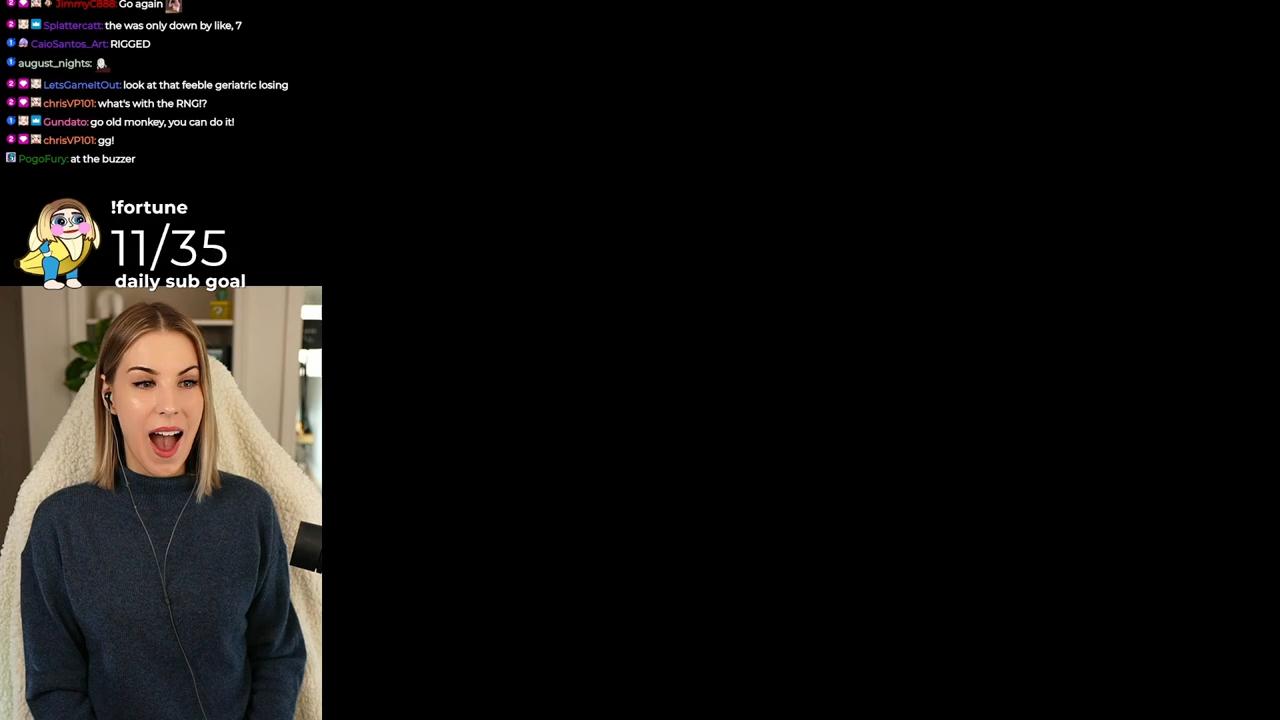 JimmyC888: Go again
Splattercatt: the was only down by like, 7
CaioSantos_Art: RIGGED
august_nights:
LetsGameItOut: look at that feeble geriatric losing
chrisVP101: what's with the RNG!?
Gundato: go old monkey, you can do it!
chrisVP101: gg!
PogoFury: at the buzzer
!fortune
11/35
daily sub goal